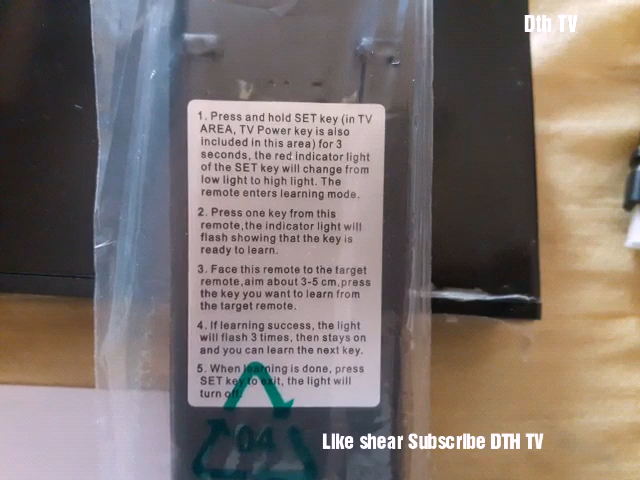 Dth TV
1. Press and hold SET key (in TV
AREA, TV Power key is also
included in this area) for 3
seconds, the red indicator light
of the SET key will change from
low light to high light. The
remote enters learning mode.
2. Press one key from this
remote,the indicator light will
flash showing that the key is
ready to learn.
3. Face this remote to the target
remote,aim about 3-5 cm,press
the key you want to learn from
the target remote.
4. If learning success, the light
will flash 3 times, then stays on
and you can learn the next key.
5. When learning is done, press
SET key to exit, the light will
turn off.
04
LIke shear Subscribe DTH TV